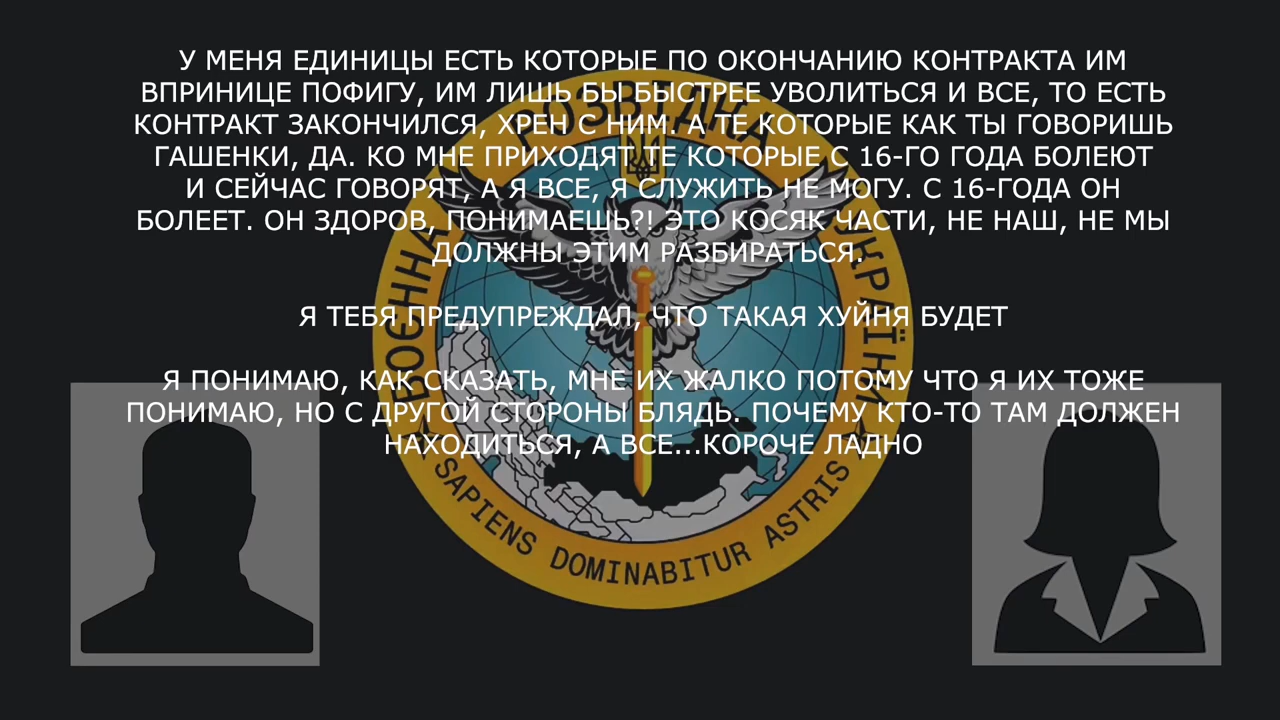 У МЕНЯ ЕДИНИЦЫ ЕСТЬ КОТОРЫЕ ПО ОКОНЧАНИЮ КОНТРАКТА ИМ
ВПРИНИЦЕ ПОФИГУ, ИМ ЛИШЬ БЫ БЫСТРЕЕ УВОЛИТЬСЯ И ВСЕ, ТО ЕСТЬ
КОНТРАКТ ЗАКОНЧИЛСЯ, ХРЕН С НИМ. А ТЕ КОТОРЫЕ КАК ТЫ ГОВОРИШЬ
ГАШЕНКИ, ДА. КО МНЕ ПРИХОДЯТ ТЕ КОТОРЫЕ С 16-ГО ГОДА БОЛЕЮТ
И СЕЙЧАС ГОВОРЯТ, А Я ВСЕ, Я СЛУЖИТЬ НЕ МОГУ. С 16-ГОДА ОН
БОЛЕЕТ. ОН ЗДОРОВ, ПОНИМАЕШЬ?! ЭТО КОСЯК ЧАСТИ, НЕ НАШ, НЕ МЫ
ДОЛЖНЫ ЭТИМ РАЗБИРАТЬСЯ.
Я ТЕБЯ ПРЕДУПРЕЖДАЛ, ЧТО ТАКАЯ ХУЙНЯ БУДЕТ
Я ПОНИМАЮ, КАК СКАЗАТЬ, МНЕ ИХ ЖАЛКО ПОТОМУ ЧТО Я ИХ ТОЖЕ
ПОНИМАЮ, НО С ДРУГОЙ СТОРОНЫ БЛЯДЬ. ПОЧЕМУ КТО-ТО ТАМ ДОЛЖЕН
НАХОДИТЬСЯ, А ВСЕ...КОРОЧЕ ЛАДНО
ВОЄННА РОЗВІДКА УКРАЇНИ
SAPIENS DOMINABITUR ASTRIS